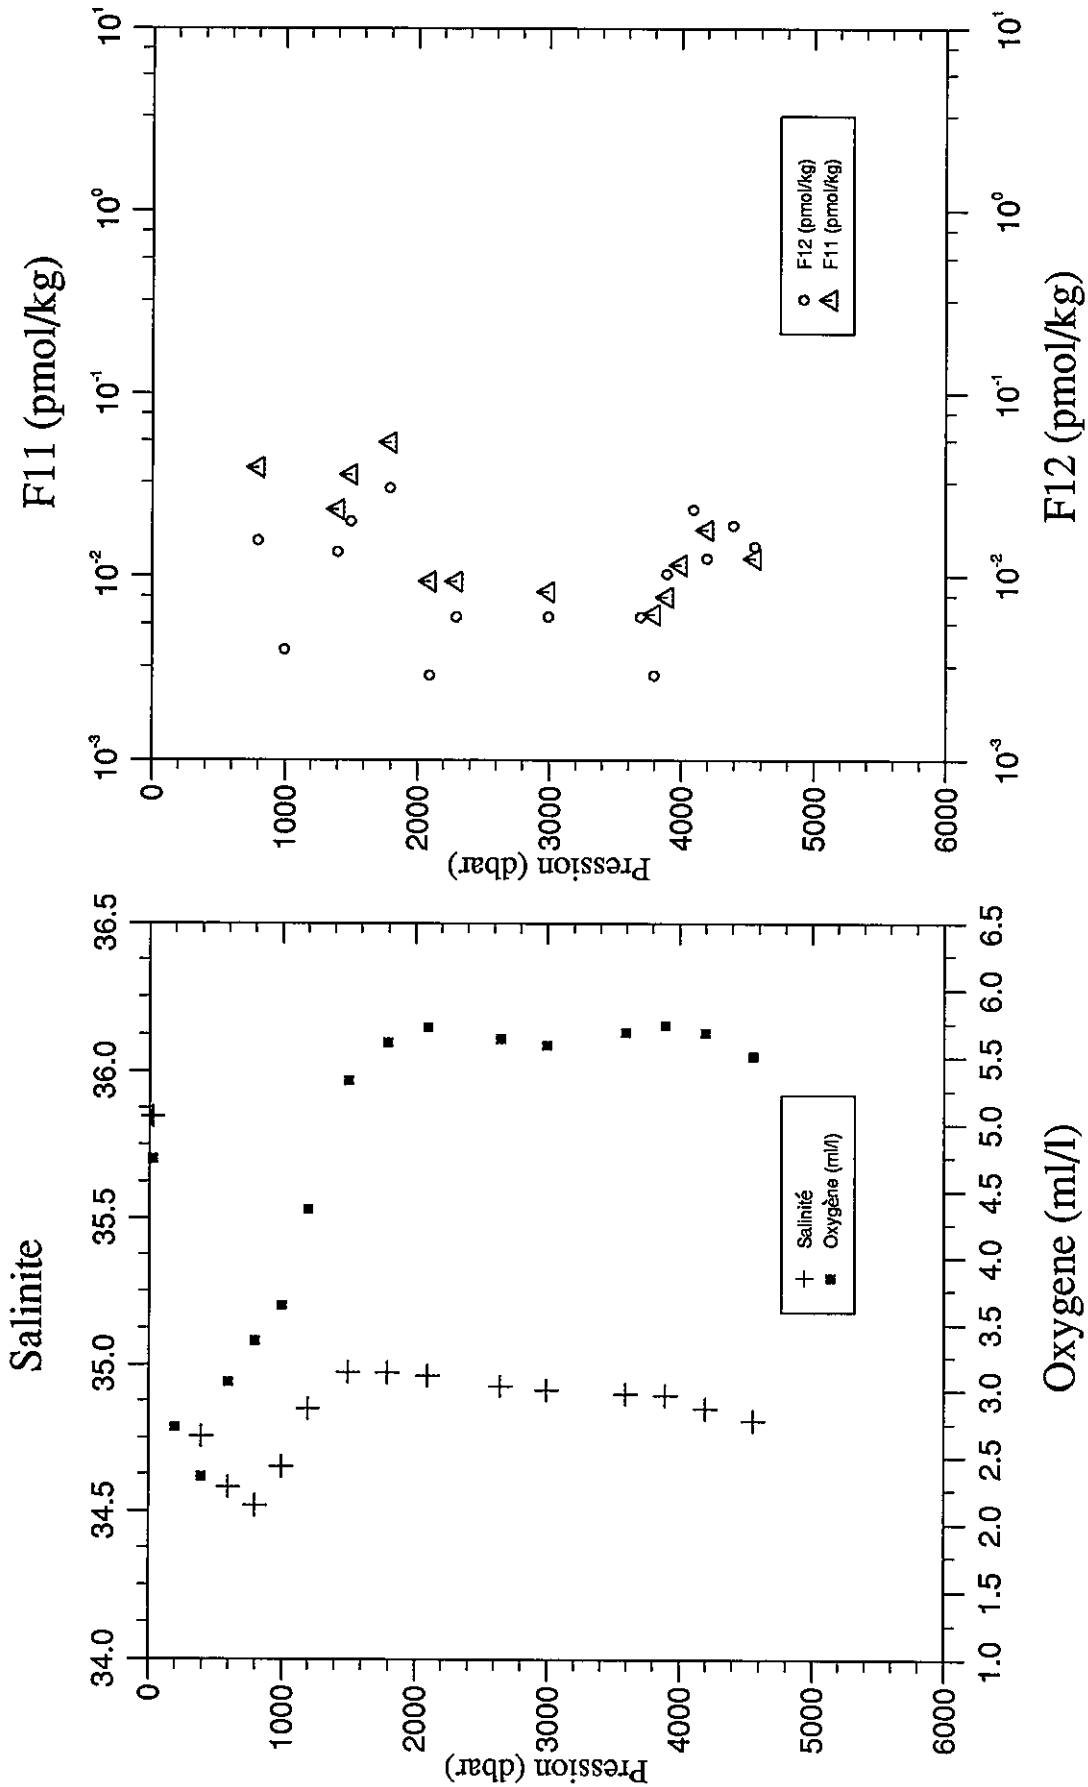 Salinite
34.0 34.5 35.0 35.5 36.0 36.5
0
1000
2000
3000
4000
5000
6000
Pression (dbar)
Salinité
Oxygène (ml/l)
1.0 1.5 2.0 2.5 3.0 3.5 4.0 4.5 5.0 5.5 6.0 6.5
Oxygene (ml/l)
F11 (pmol/kg)
10⁻³ 10⁻² 10⁻¹ 10⁰ 10¹
0
1000
2000
3000
4000
5000
6000
Pression (dbar)
F12 (pmol/kg)
F11 (pmol/kg)
10⁻³ 10⁻² 10⁻¹ 10⁰ 10¹
F12 (pmol/kg)